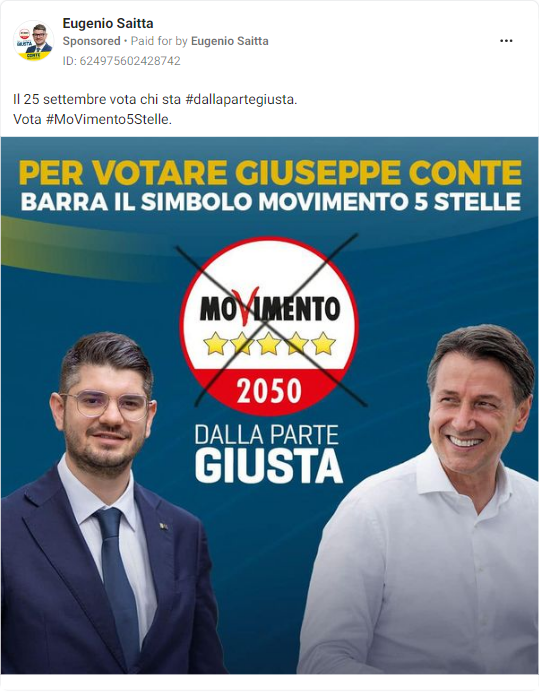 Eugenio Saitta
Sponsored • Paid for by Eugenio Saitta
ID: 624975602428742
Il 25 settembre vota chi sta #dallapartegiusta.
Vota #MoVimento5Stelle.
PER VOTARE GIUSEPPE CONTE
BARRA IL SIMBOLO MOVIMENTO 5 STELLE
MOVIMENTO
2050
DALLA PARTE
GIUSTA